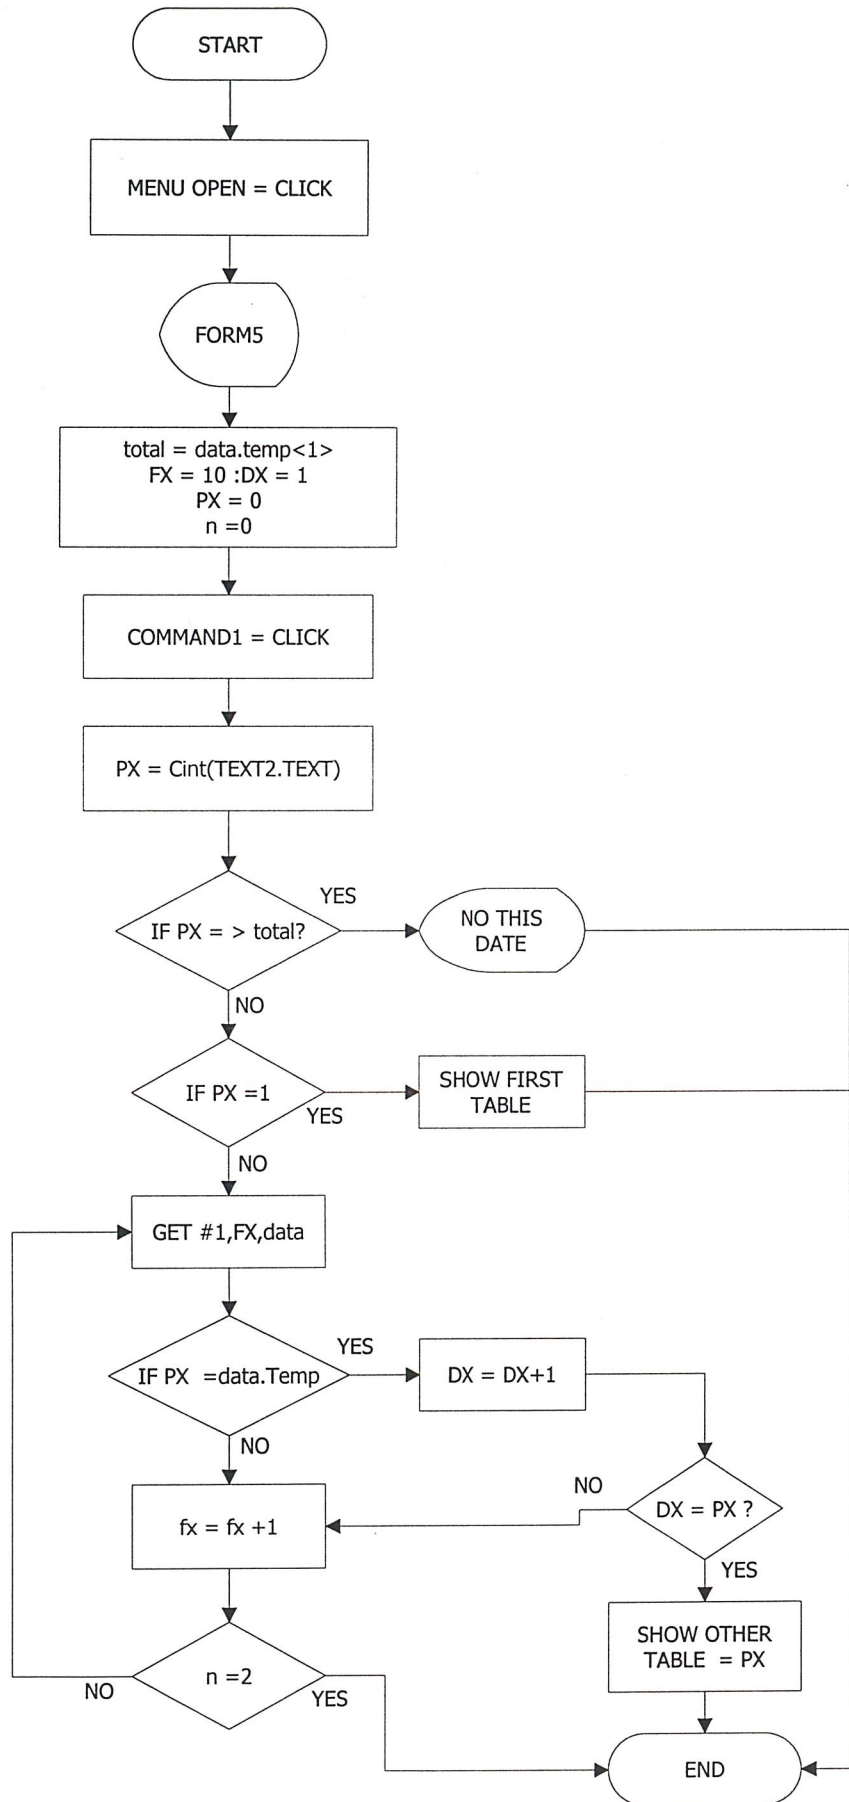 START
MENU OPEN = CLICK
FORM5
total = data.temp<1>
FX = 10 :DX = 1
PX = 0
n =0
COMMAND1 = CLICK
PX = Cint(TEXT2.TEXT)
IF PX = > total?
YES
NO THIS
DATE
NO
IF PX =1
YES
SHOW FIRST
TABLE
NO
GET #1,FX,data
IF PX  =data.Temp
YES
DX = DX+1
NO
fx = fx +1
NO
DX = PX ?
YES
SHOW OTHER
TABLE  = PX
n =2
NO
YES
END